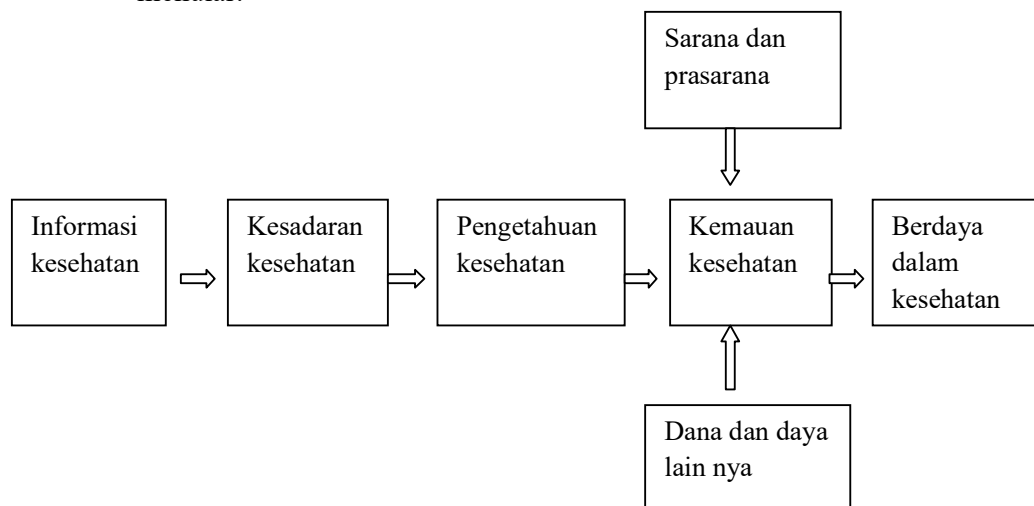 Sarana dan
prasarana
Informasi
kesehatan
Kesadaran
kesehatan
Pengetahuan
kesehatan
Kemauan
kesehatan
Berdaya
dalam
kesehatan
Dana dan daya
lain nya